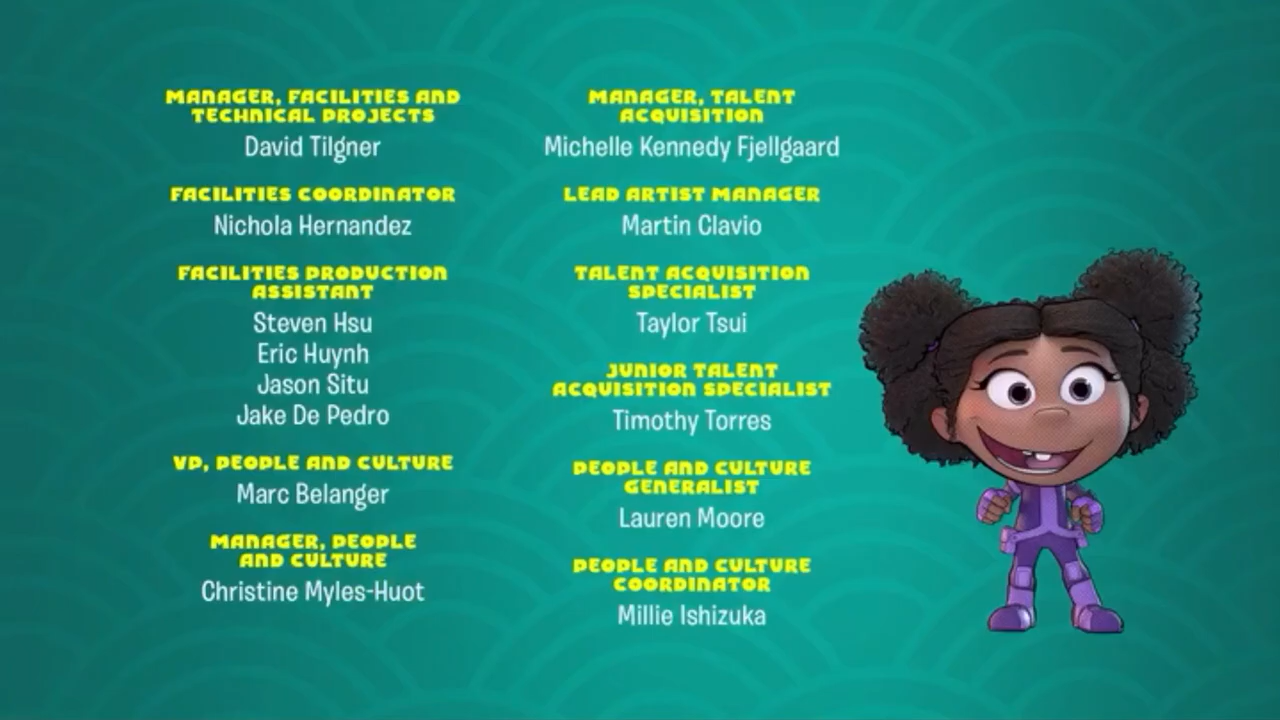 MANAGER, FACILITIES AND
TECHNICAL PROJECTS
David Tilgner
FACILITIES COORDINATOR
Nichola Hernandez
FACILITIES PRODUCTION
ASSISTANT
Steven Hsu
Eric Huynh
Jason Situ
Jake De Pedro
VP, PEOPLE AND CULTURE
Marc Belanger
MANAGER, PEOPLE
AND CULTURE
Christine Myles-Huot
MANAGER, TALENT
ACQUISITION
Michelle Kennedy Fjellgaard
LEAD ARTIST MANAGER
Martin Clavio
TALENT ACQUISITION
SPECIALIST
Taylor Tsui
JUNIOR TALENT
ACQUISITION SPECIALIST
Timothy Torres
PEOPLE AND CULTURE
GENERALIST
Lauren Moore
PEOPLE AND CULTURE
COORDINATOR
Millie Ishizuka